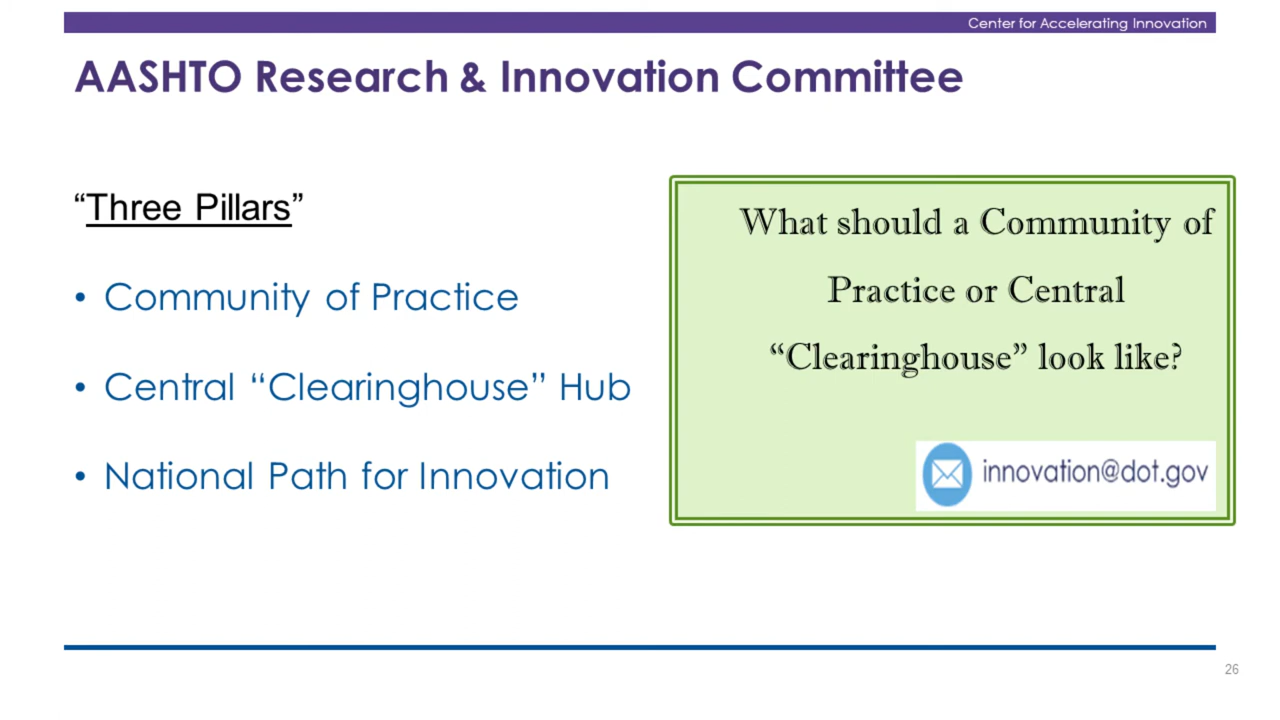 Center for Accelerating Innovation
AASHTO Research & Innovation Committee
“Three Pillars”
• Community of Practice
• Central “Clearinghouse” Hub
• National Path for Innovation
What should a Community of
Practice or Central
“Clearinghouse” look like?
innovation@dot.gov
26